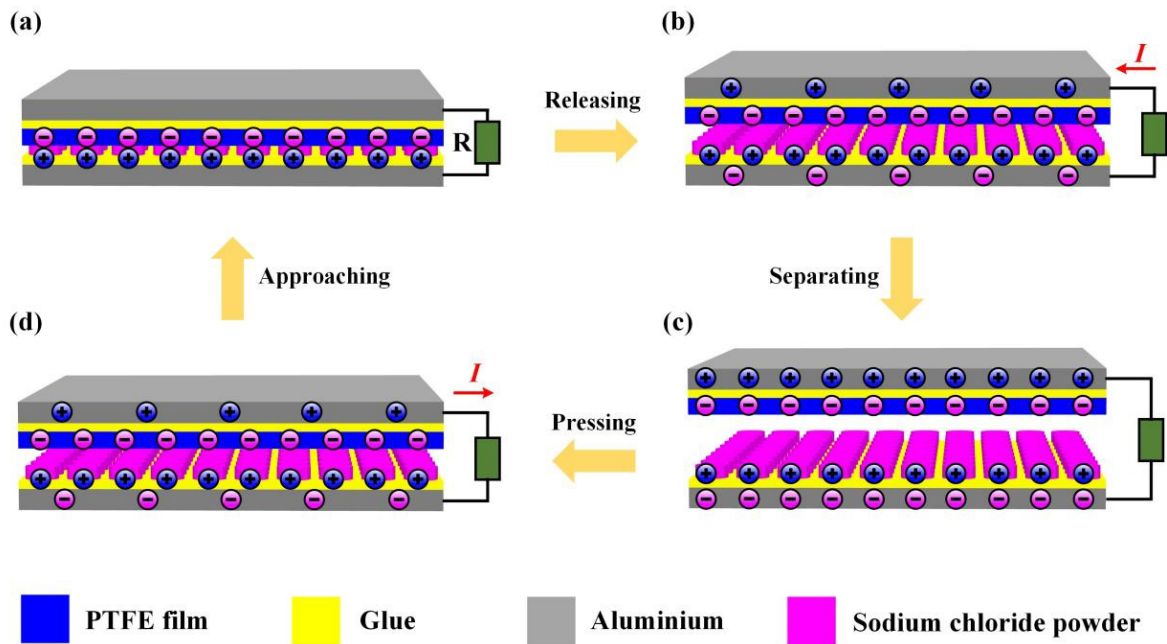 (a)
(b)
I
Releasing
R
Approaching
Separating
(d)
(c)
I
Pressing
PTFE film
Glue
Aluminium
Sodium chloride powder